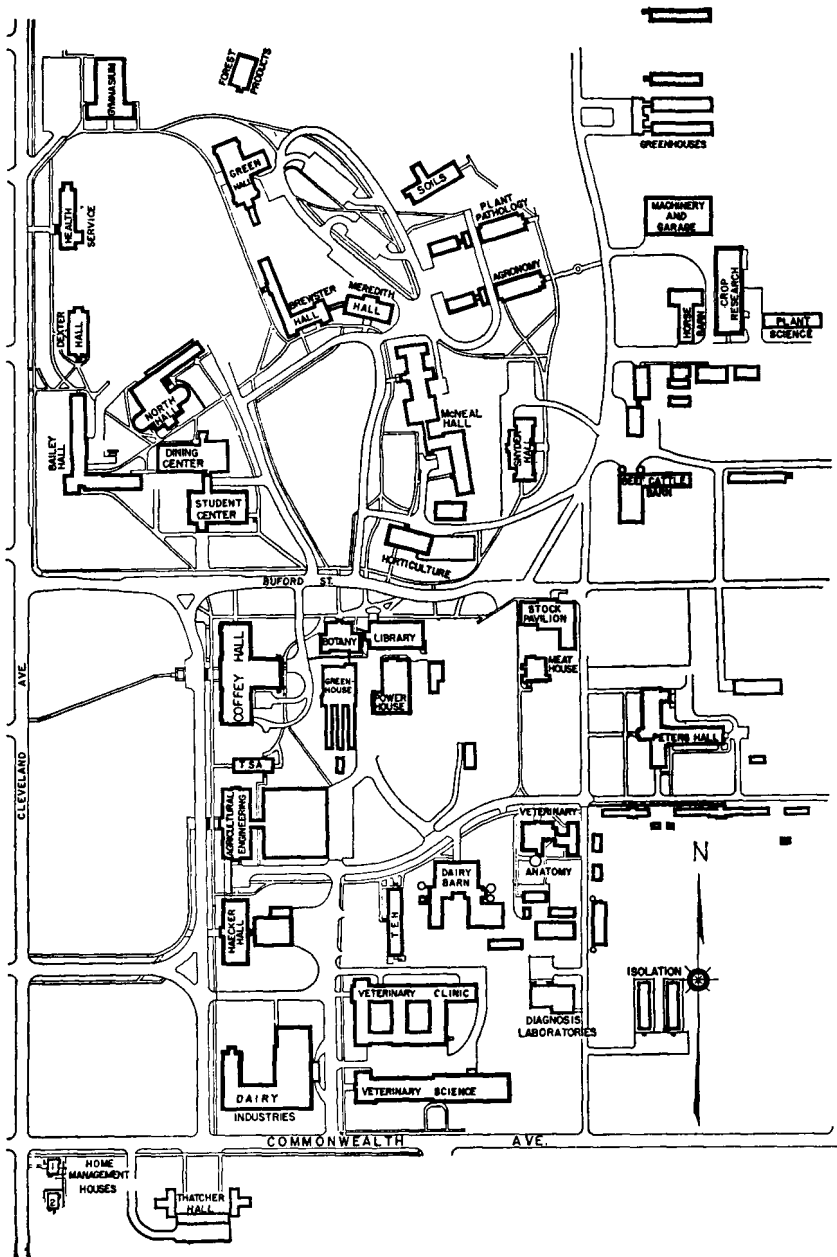 GYMNASIUM
FOREST
PRODUCTS
GREENHOUSES
GREEN
HALL
SOILS
PLANT
PATHOLOGY
HEALTH
SERVICE
MACHINERY
AND
GARAGE
AGRONOMY
CROP
RESEARCH
BREWSTER
HALL
MEREDITH
HALL
HORSE
BARN
PLANT
SCIENCE
DEXTER
HALL
NORTH
HALL
McNEAL
HALL
SNYDER
HALL
BAILEY
HALL
DINING
CENTER
BEEF CATTLE
BARN
STUDENT
CENTER
HORTICULTURE
BUFORD ST.
STOCK
PAVILION
COFFEY HALL
BOTANY
LIBRARY
MEAT
HOUSE
GREEN
HOUSE
POWER
HOUSE
CLEVELAND AVE.
PETERS HALL
TSA
AGRICULTURAL
ENGINEERING
VETERINARY
ANATOMY
N
DAIRY
BARN
HAECKER
HALL
T.E.H.
ISOLATION
VETERINARY CLINIC
DIAGNOSIS
LABORATORIES
DAIRY
INDUSTRIES
VETERINARY SCIENCE
COMMONWEALTH AVE.
1
HOME
MANAGEMENT
HOUSES
2
THATCHER
HALL